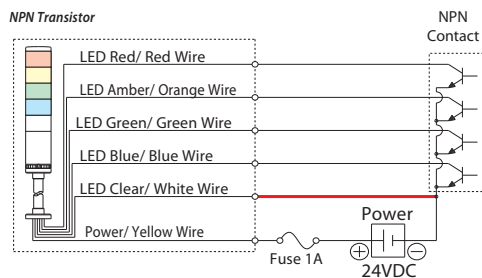 NPN Transistor
NPN
Contact
LED Red/ Red Wire
LED Amber/ Orange Wire
LED Green/ Green Wire
LED Blue/ Blue Wire
LED Clear/ White Wire
Power/ Yellow Wire
Power
Fuse 1A
24VDC